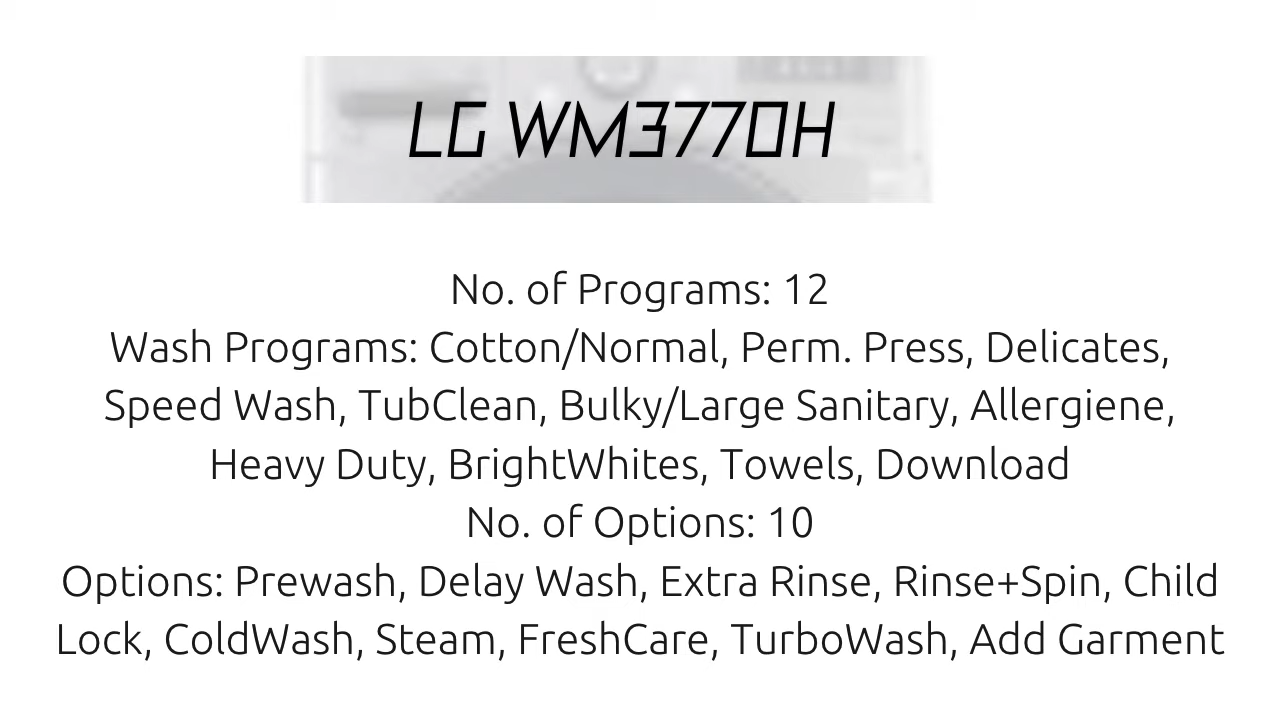 LG WM3770H
No. of Programs: 12
Wash Programs: Cotton/Normal, Perm. Press, Delicates,
Speed Wash, TubClean, Bulky/Large Sanitary, Allergiene,
Heavy Duty, BrightWhites, Towels, Download
No. of Options: 10
Options: Prewash, Delay Wash, Extra Rinse, Rinse+Spin, Child
Lock, ColdWash, Steam, FreshCare, TurboWash, Add Garment